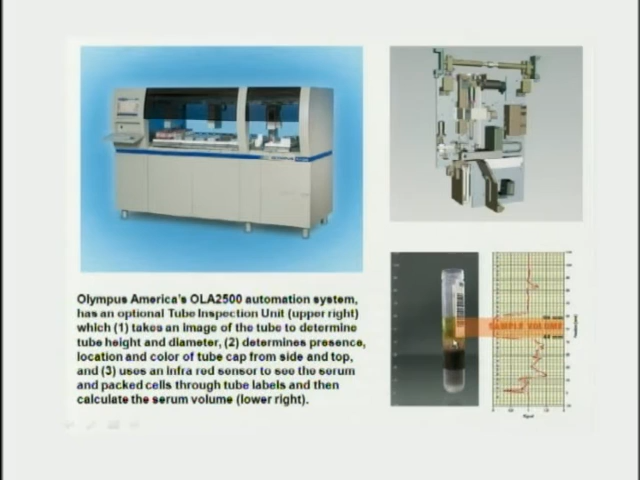 Olympus America's OLA2500 automation system,
has an optional Tube Inspection Unit (upper right)
which (1) takes an image of the tube to determine
tube height and diameter, (2) determines presence,
location and color of tube cap from side and top,
and (3) uses an infra red sensor to see the serum
and packed cells through tube labels and then
calculate the serum volume (lower right).
SAMPLE VOLUME